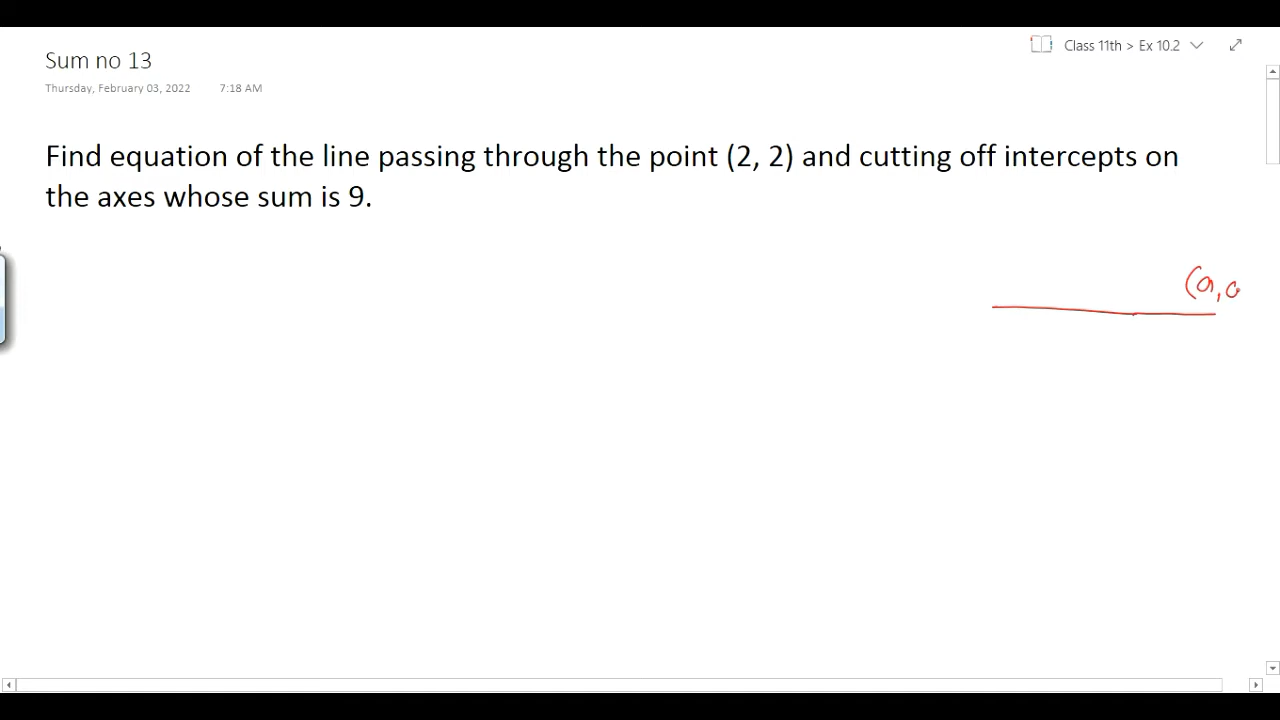 Sum no 13
Class 11th > Ex 10.2
Thursday, February 03, 2022 7:18 AM
Find equation of the line passing through the point (2, 2) and cutting off intercepts on
the axes whose sum is 9.
(a, 0